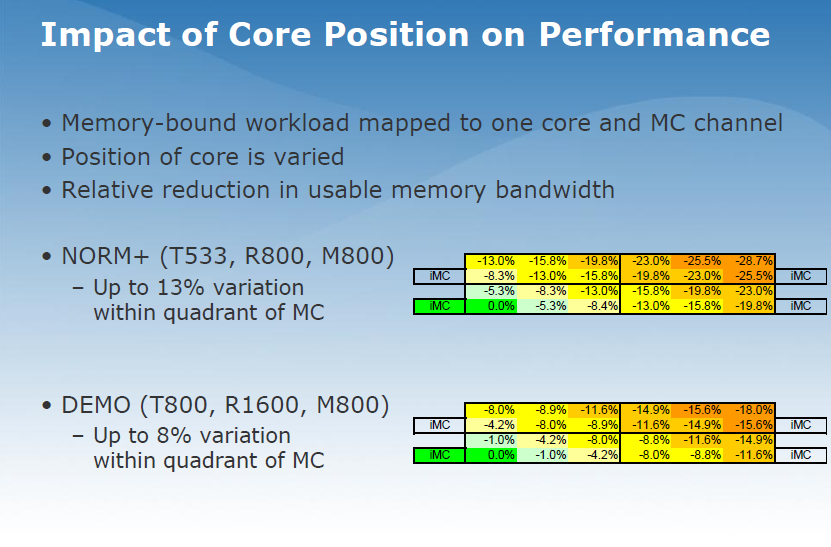 Impact of Core Position on Performance
• Memory-bound workload mapped to one core and MC channel
• Position of core is varied
• Relative reduction in usable memory bandwidth
• NORM+ (T533, R800, M800)
– Up to 13% variation
within quadrant of MC
-13.0% -15.8% -19.8% -23.0% -25.5% -28.7%
iMC -8.3% -13.0% -15.8% -19.8% -23.0% -25.5% iMC
-5.3% -8.3% -13.0% -15.8% -19.8% -23.0%
iMC 0.0% -5.3% -8.4% -13.0% -15.8% -19.8% iMC
• DEMO (T800, R1600, M800)
– Up to 8% variation
within quadrant of MC
-8.0% -8.9% -11.6% -14.9% -15.6% -18.0%
iMC -4.2% -8.0% -8.9% -11.6% -14.9% -15.6% iMC
-1.0% -4.2% -8.0% -8.8% -11.6% -14.9%
iMC 0.0% -1.0% -4.2% -8.0% -8.8% -11.6% iMC